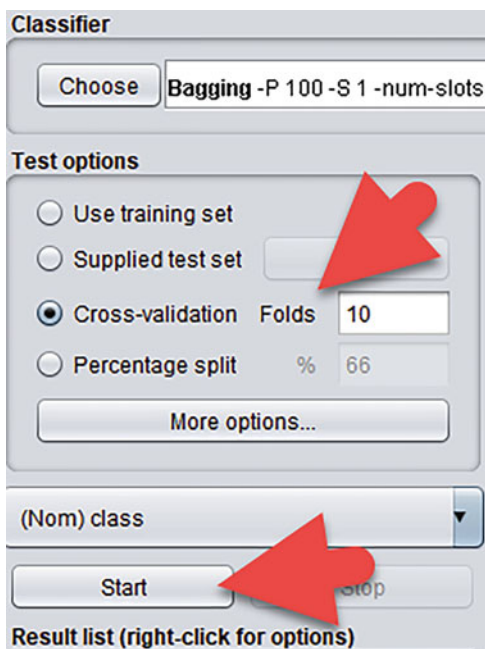 Classifier
Choose Bagging -P 100 -S 1 -num-slots
Test options
Use training set
Supplied test set
Cross-validation Folds 10
Percentage split % 66
More options...
(Nom) class
Start Stop
Result list (right-click for options)